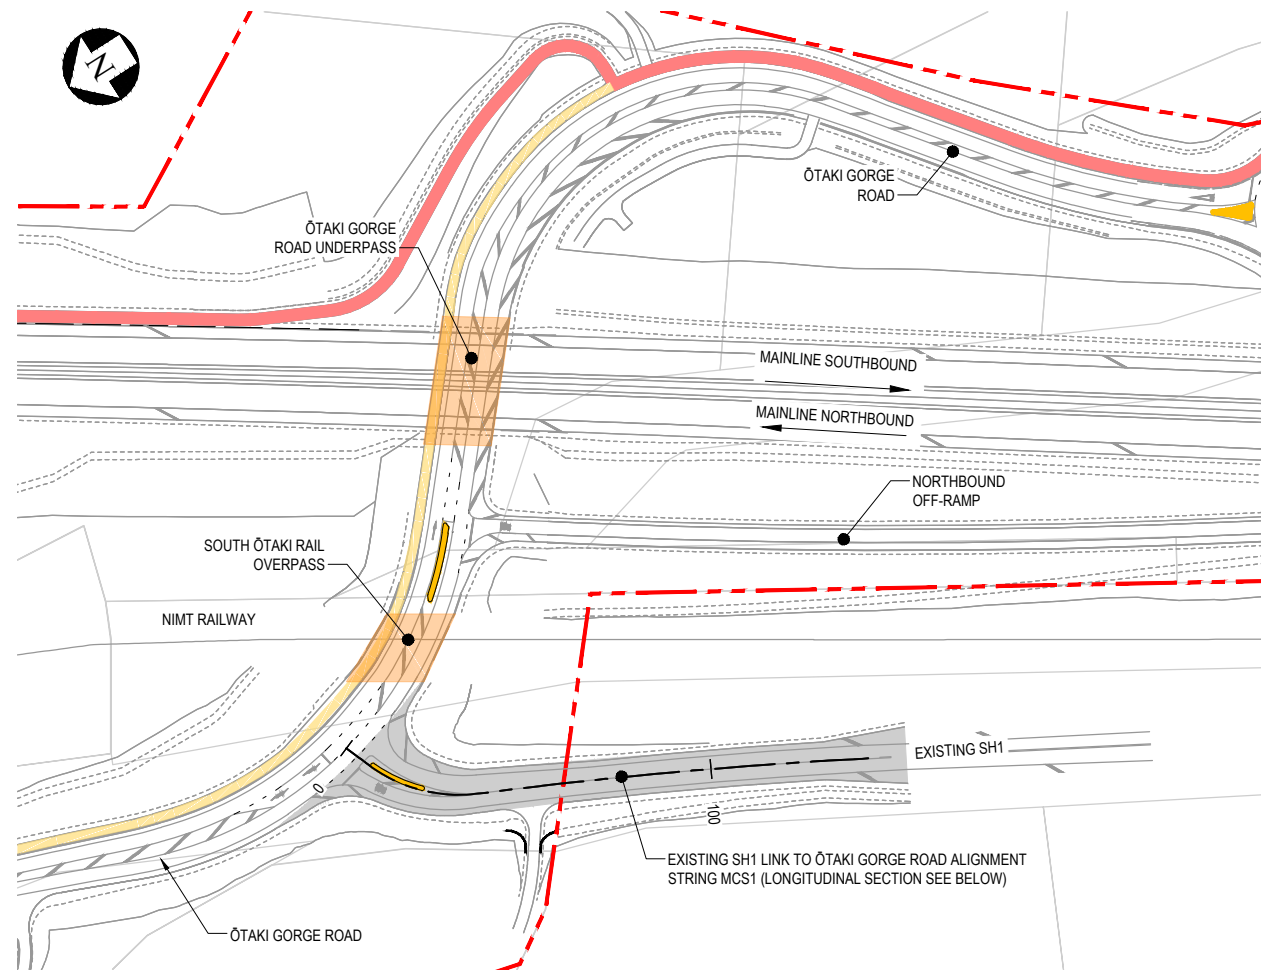 N
ŌTAKI GORGE
ROAD
ŌTAKI GORGE
ROAD UNDERPASS
MAINLINE SOUTHBOUND
MAINLINE NORTHBOUND
NORTHBOUND
OFF-RAMP
SOUTH ŌTAKI RAIL
OVERPASS
NIMT RAILWAY
EXISTING SH1
0
100
EXISTING SH1 LINK TO ŌTAKI GORGE ROAD ALIGNMENT
STRING MCS1 (LONGITUDINAL SECTION SEE BELOW)
ŌTAKI GORGE ROAD